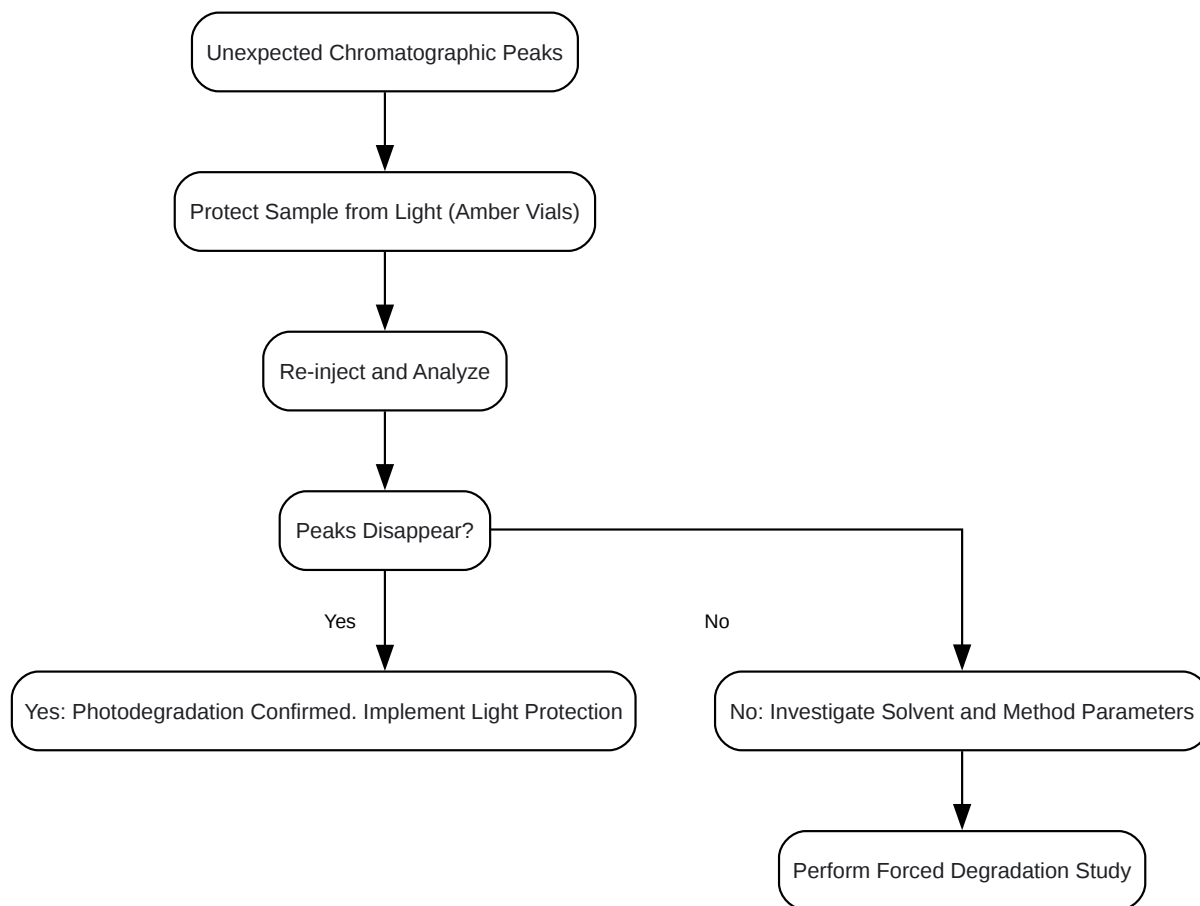 Unexpected Chromatographic Peaks
Protect Sample from Light (Amber Vials)
Re-inject and Analyze
Peaks Disappear?
Yes
No
Yes: Photodegradation Confirmed. Implement Light Protection
No: Investigate Solvent and Method Parameters
Perform Forced Degradation Study